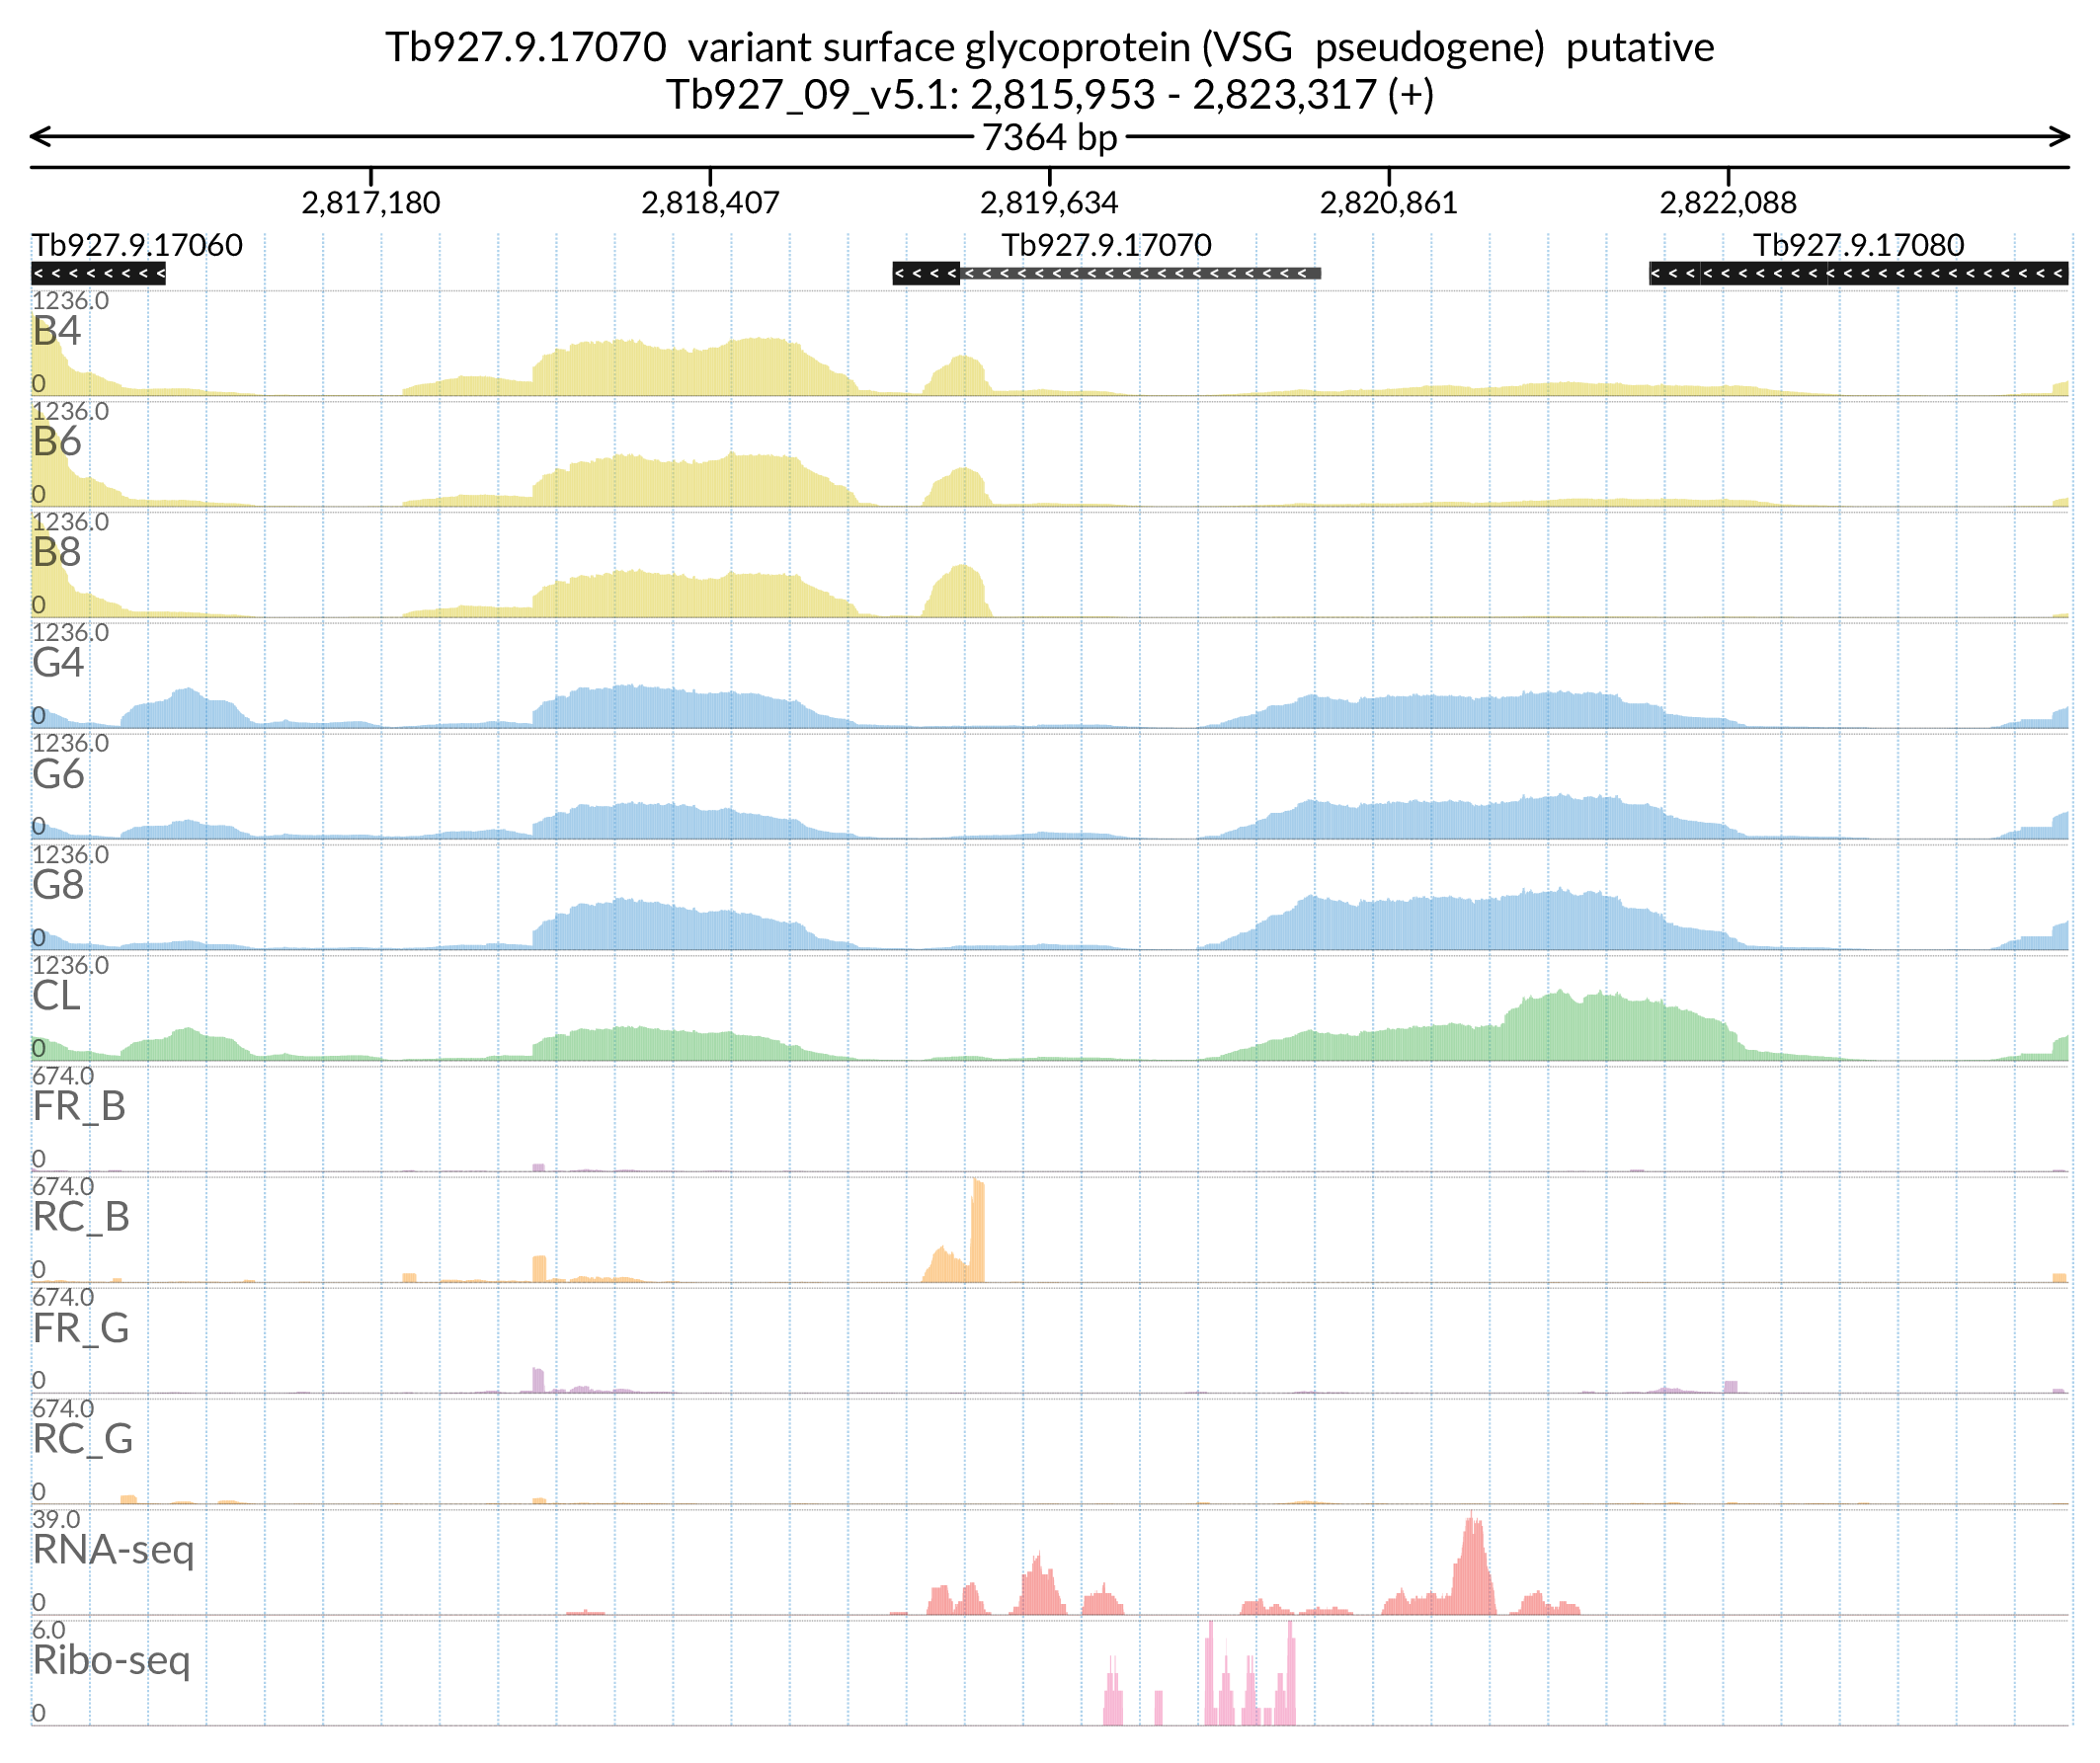 Tb927.9.17070 variant surface glycoprotein (VSG pseudogene) putative
Tb927_09_v5.1: 2,815,953 - 2,823,317 (+)
7364 bp
2,817,180 2,818,407 2,819,634 2,820,861 2,822,088
Tb927.9.17060 Tb927.9.17070 Tb927.9.17080
1236.0
B4
0
1236.0
B6
0
1236.0
B8
0
1236.0
G4
0
1236.0
G6
0
1236.0
G8
0
1236.0
CL
0
674.0
FR_B
0
674.0
RC_B
0
674.0
FR_G
0
674.0
RC_G
0
39.0
RNA-seq
0
6.0
Ribo-seq
0